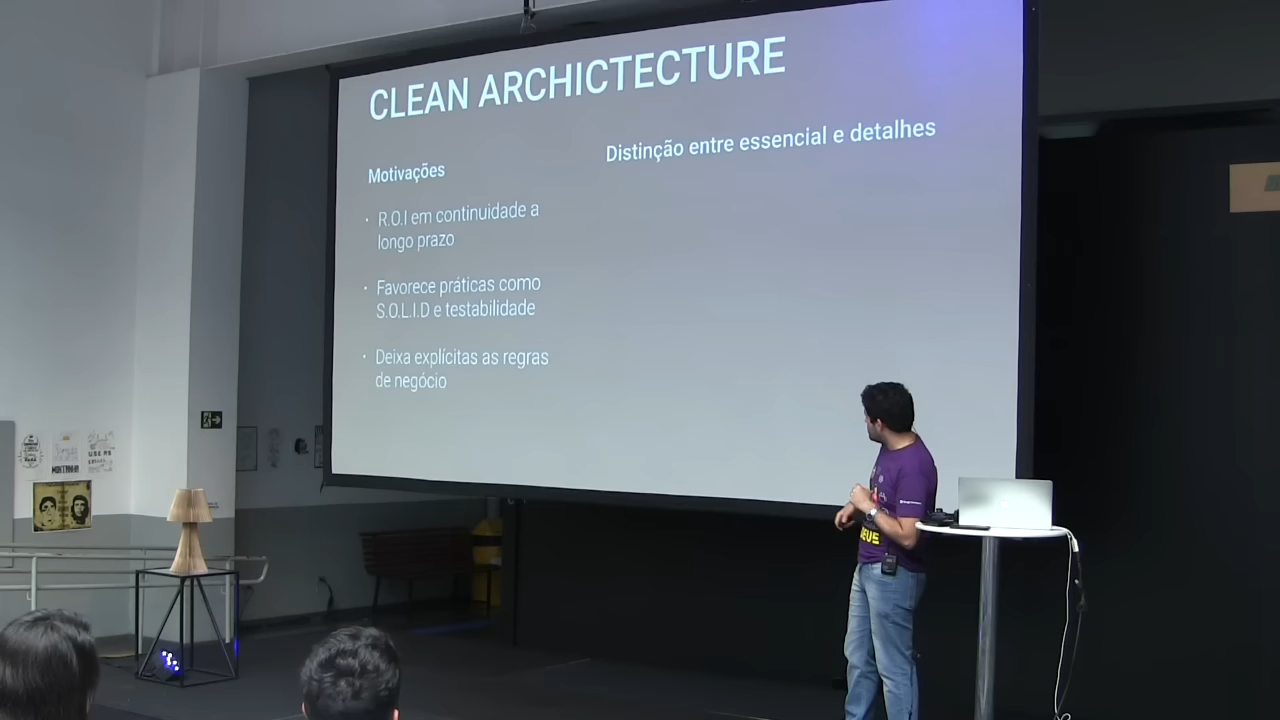 CLEAN ARCHICTECTURE
Motivações
• R.O.I em continuidade a
longo prazo
• Favorece práticas como
S.O.L.I.D e testabilidade
• Deixa explícitas as regras
de negócio
Distinção entre essencial e detalhes